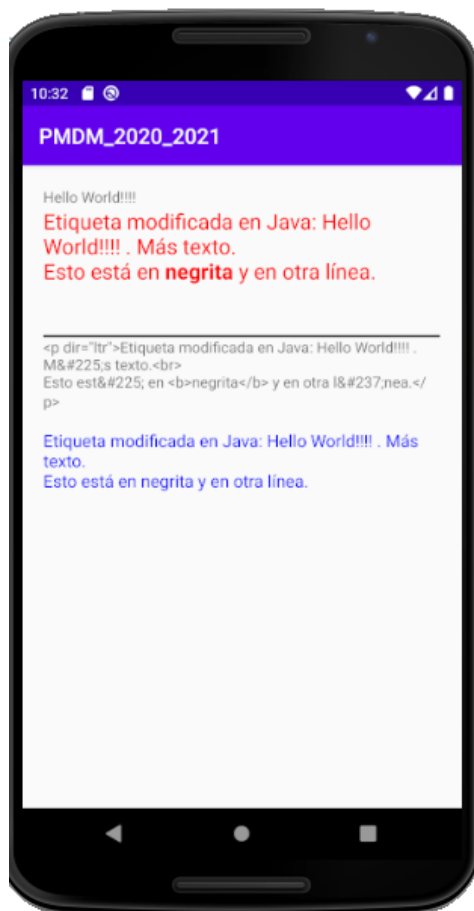 10:32
PMDM_2020_2021
Hello World!!!!
Etiqueta modificada en Java: Hello
World!!!! . Más texto.
Esto está en negrita y en otra línea.
<p dir="ltr">Etiqueta modificada en Java: Hello World!!!! .
M&#225;s texto.<br>
Esto est&#225; en <b>negrita</b> y en otra l&#237;nea.</
p>
Etiqueta modificada en Java: Hello World!!!! . Más
texto.
Esto está en negrita y en otra línea.